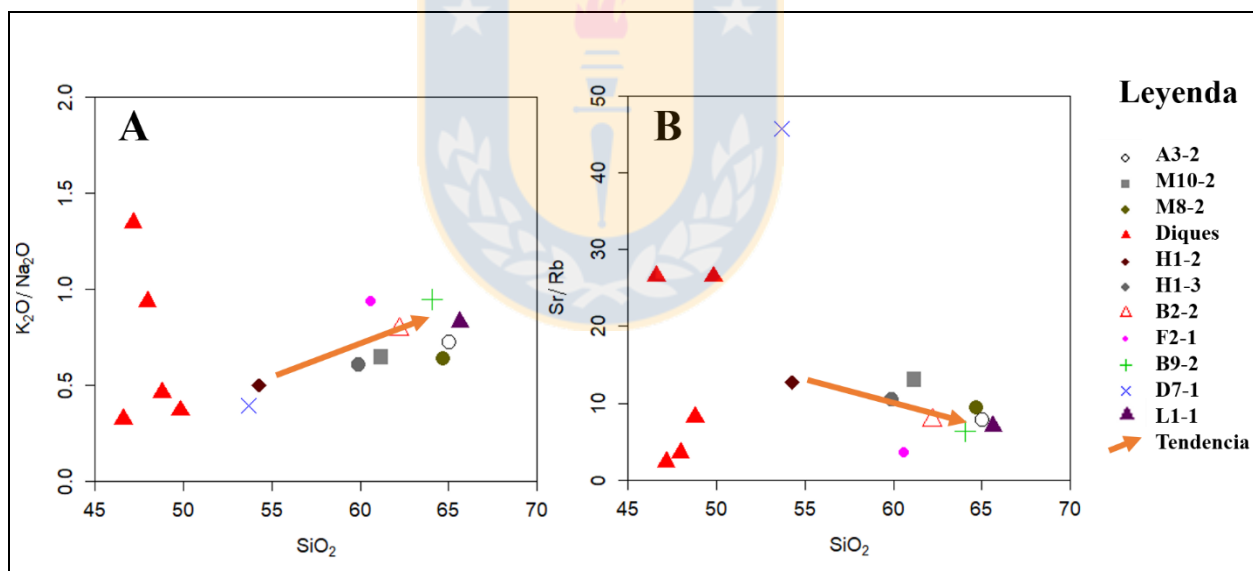 A
K2O/ Na2O
0.0 0.5 1.0 1.5 2.0
45 50 55 60 65 70
SiO2
B
Sr/ Rb
0 10 20 30 40 50
45 50 55 60 65 70
SiO2
Leyenda
A3-2
M10-2
M8-2
Diques
H1-2
H1-3
B2-2
F2-1
B9-2
D7-1
L1-1
Tendencia